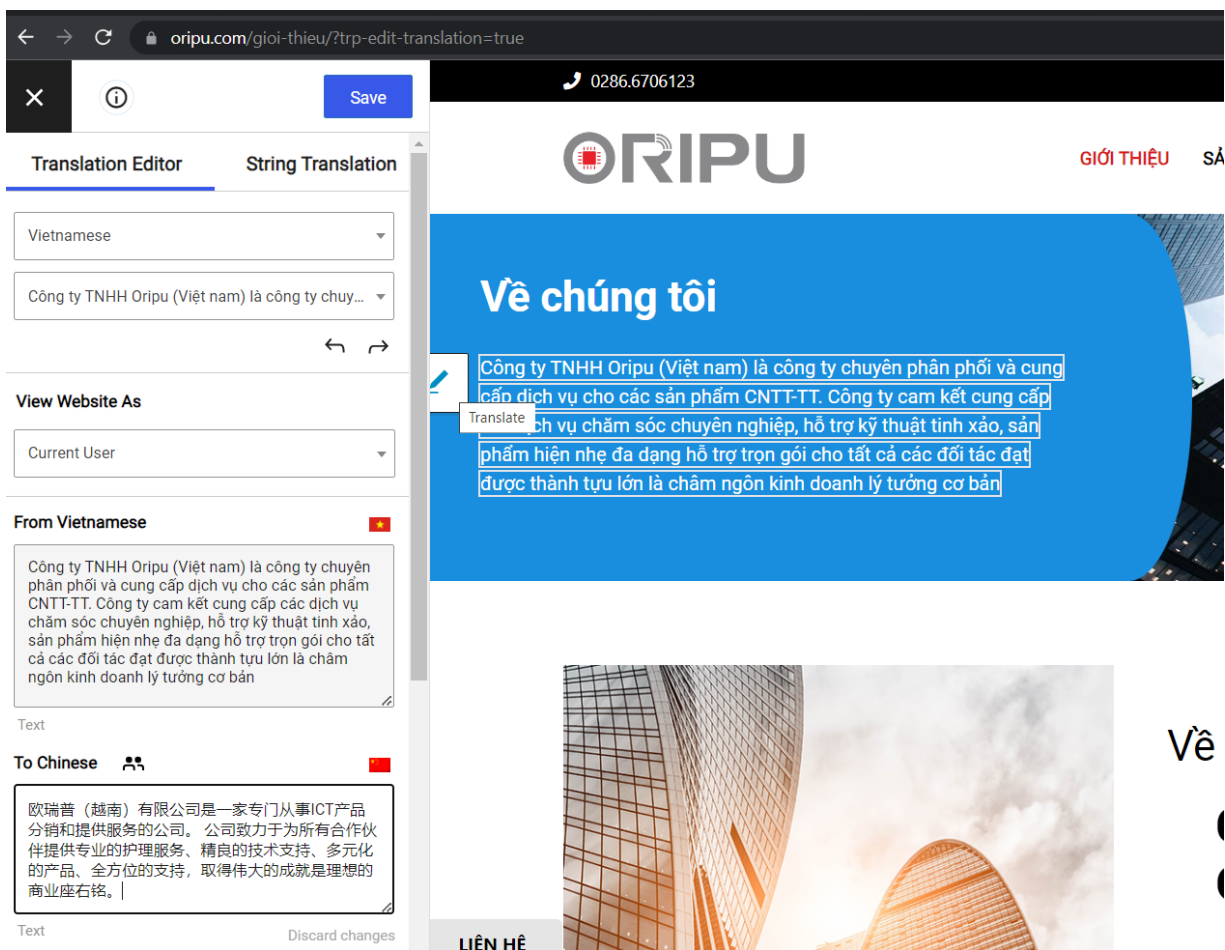 oripu.com/gioi-thieu/?trp-edit-translation=true
Save
Translation Editor
String Translation
Vietnamese
Công ty TNHH Oripu (Việt nam) là công ty chuy...
View Website As
Current User
From Vietnamese
Công ty TNHH Oripu (Việt nam) là công ty chuyên
phân phối và cung cấp dịch vụ cho các sản phẩm
CNTT-TT. Công ty cam kết cung cấp các dịch vụ
chăm sóc chuyên nghiệp, hỗ trợ kỹ thuật tinh xảo,
sản phẩm hiện nhẹ đa dạng hỗ trợ trọn gói cho tất
cả các đối tác đạt được thành tựu lớn là châm
ngôn kinh doanh lý tưởng cơ bản
Text
To Chinese
欧瑞普（越南）有限公司是一家专门从事ICT产品
分销和提供服务的公司。 公司致力于为所有合作伙
伴提供专业的护理服务、精良的技术支持、多元化
的产品、全方位的支持，取得伟大的成就是理想的
商业座右铭。
Text
Discard changes
0286.6706123
ORIPU
GIỚI THIỆU
SẢ
Về chúng tôi
Công ty TNHH Oripu (Việt nam) là công ty chuyên phân phối và cung
cấp dịch vụ cho các sản phẩm CNTT-TT. Công ty cam kết cung cấp
Translate
ch vụ chăm sóc chuyên nghiệp, hỗ trợ kỹ thuật tinh xảo, sản
phẩm hiện nhẹ đa dạng hỗ trợ trọn gói cho tất cả các đối tác đạt
được thành tựu lớn là châm ngôn kinh doanh lý tưởng cơ bản
Về
LIÊN HỆ